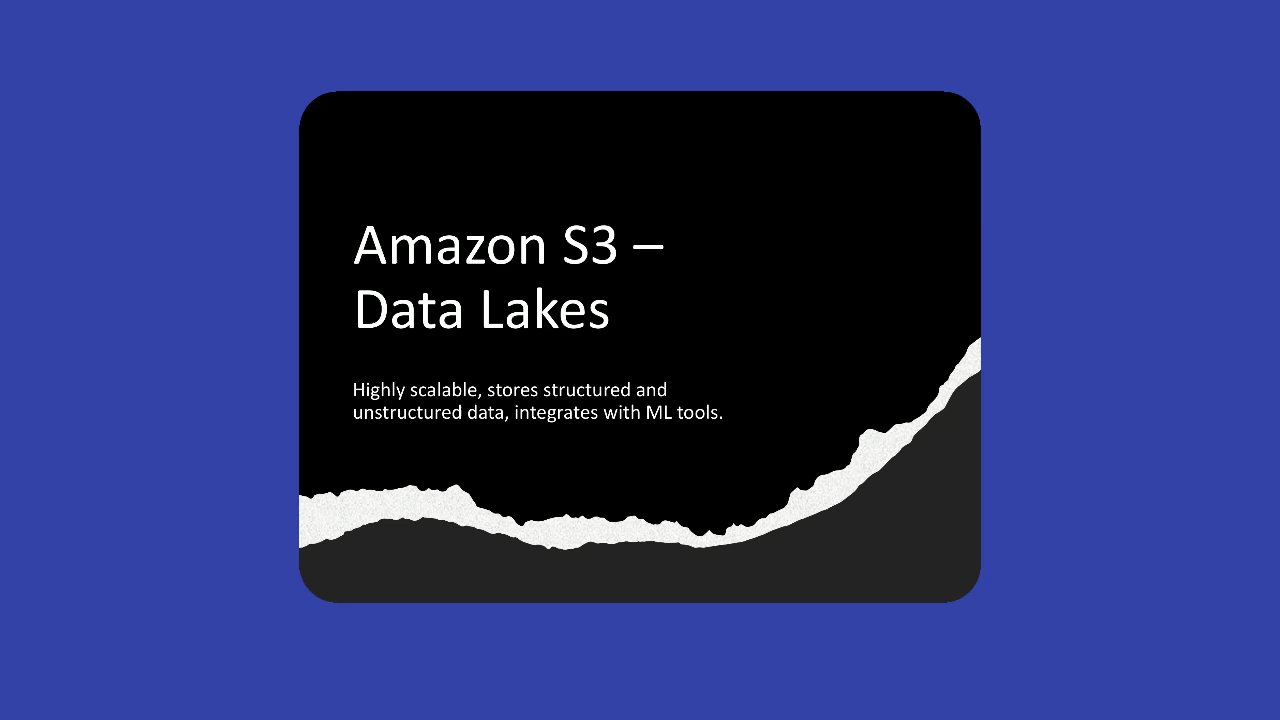 Amazon S3 –
Data Lakes
Highly scalable, stores structured and
unstructured data, integrates with ML tools.